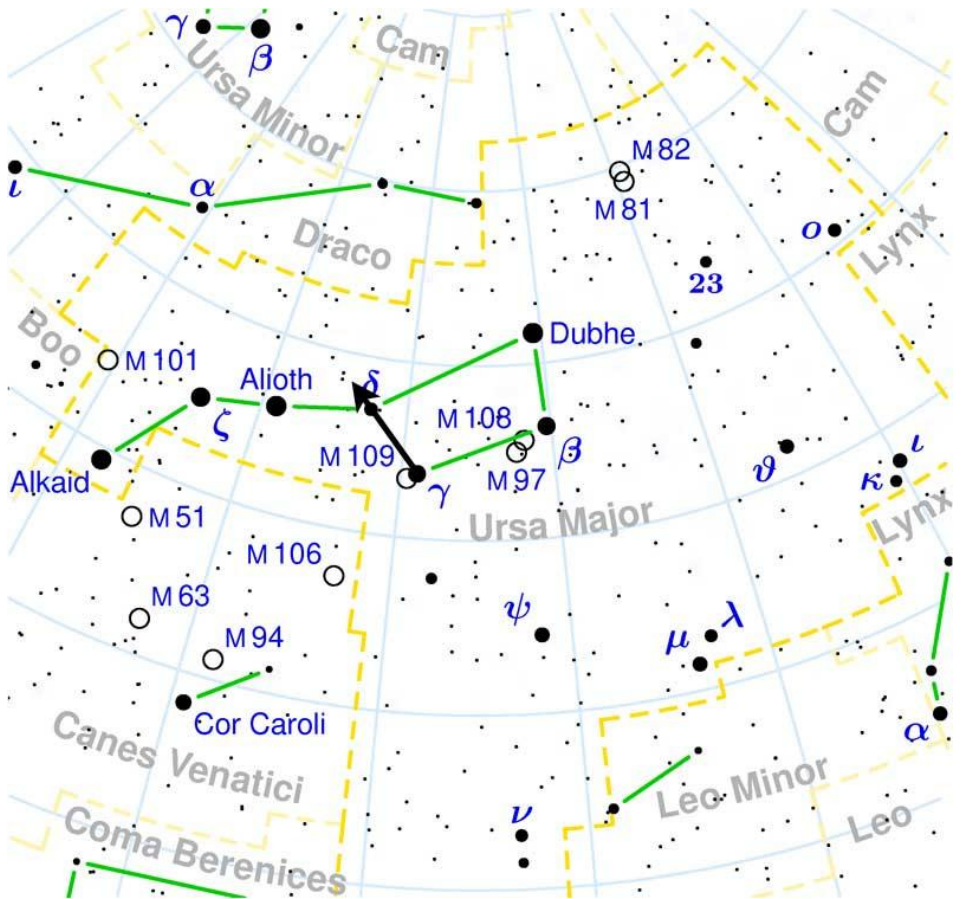 γ
β
Cam
Ursa Minor
Cam
M 82
M 81
ι
α
Draco
ο
Lynx
23
Boo
M 101
Alioth
δ
Dubhe
ζ
M 108
β
M 109
γ
M 97
Alkaid
ϑ
ι
κ
M 51
Ursa Major
Lynx
M 106
M 63
ψ
λ
μ
M 94
Cor Caroli
α
Canes Venatici
Leo Minor
ν
Leo
Coma Berenices